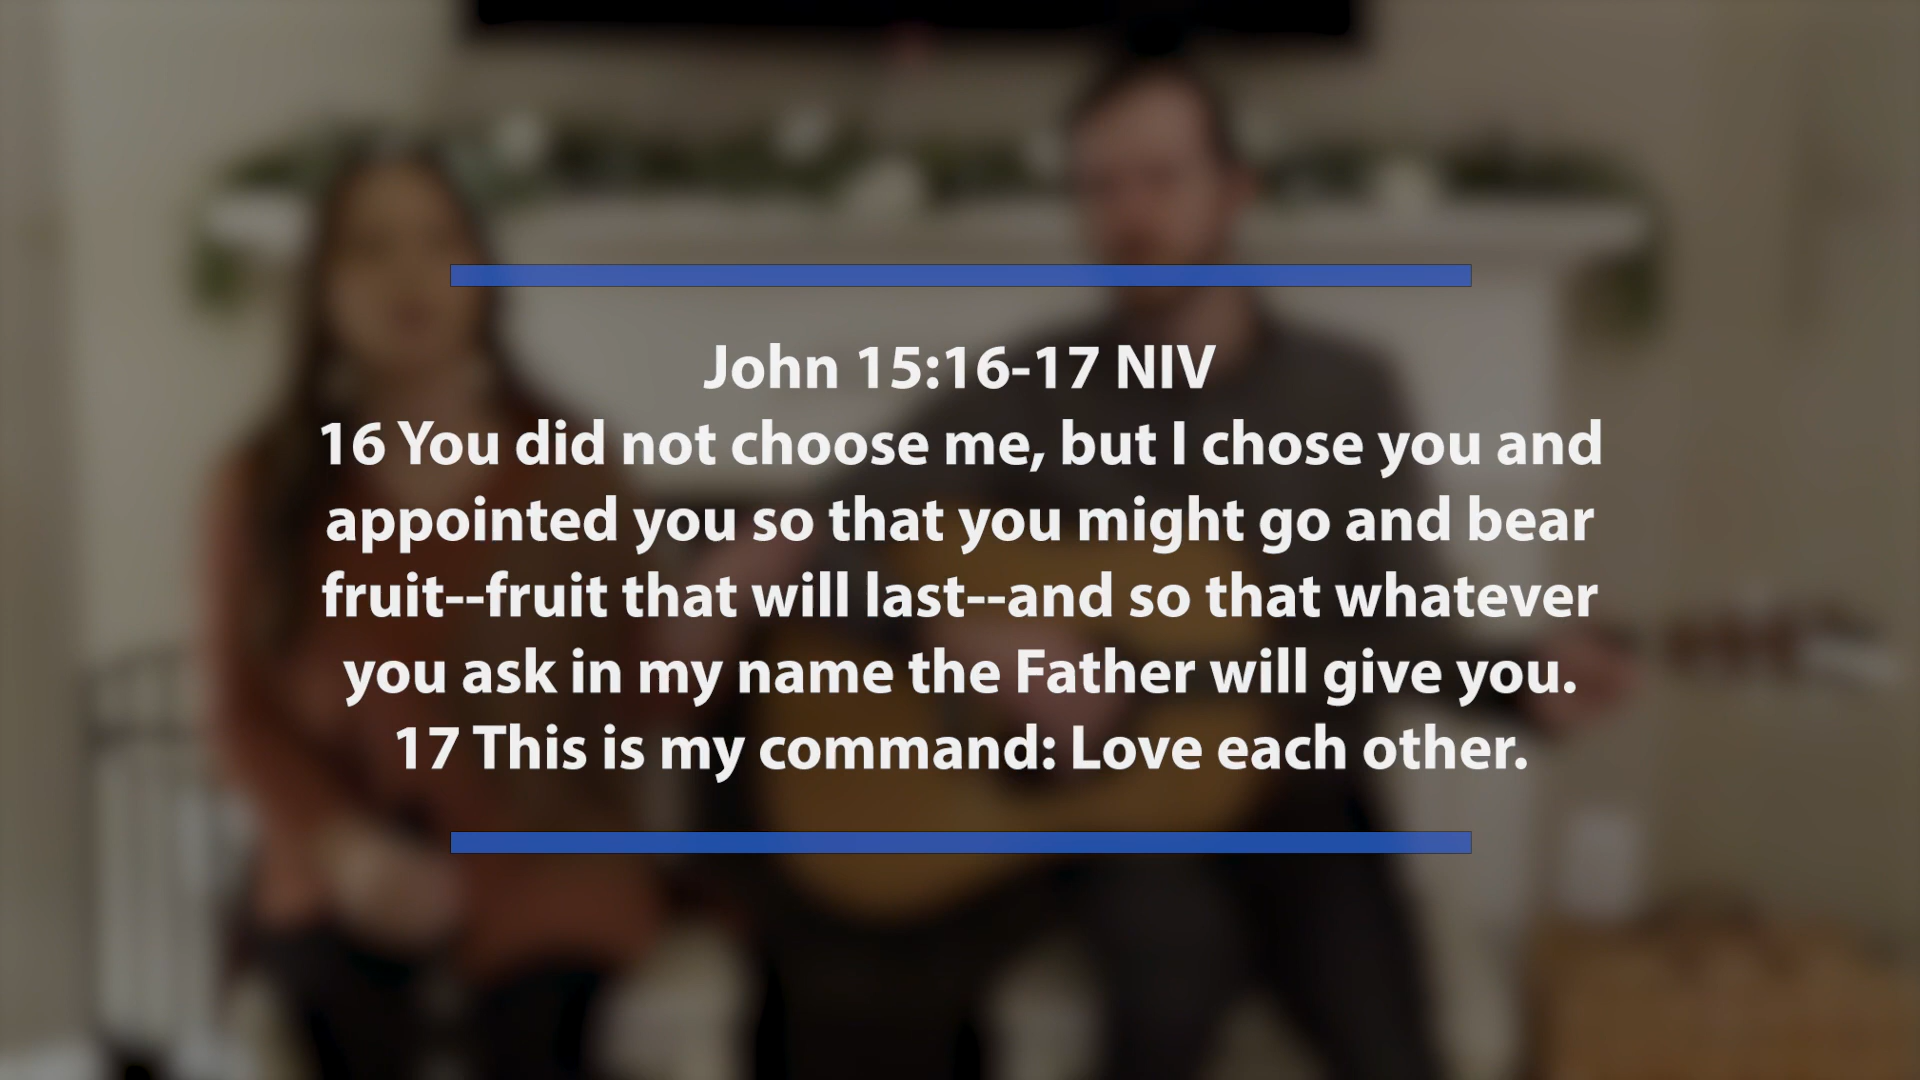 John 15:16-17 NIV
16 You did not choose me, but I chose you and
appointed you so that you might go and bear
fruit--fruit that will last--and so that whatever
you ask in my name the Father will give you.
17 This is my command: Love each other.